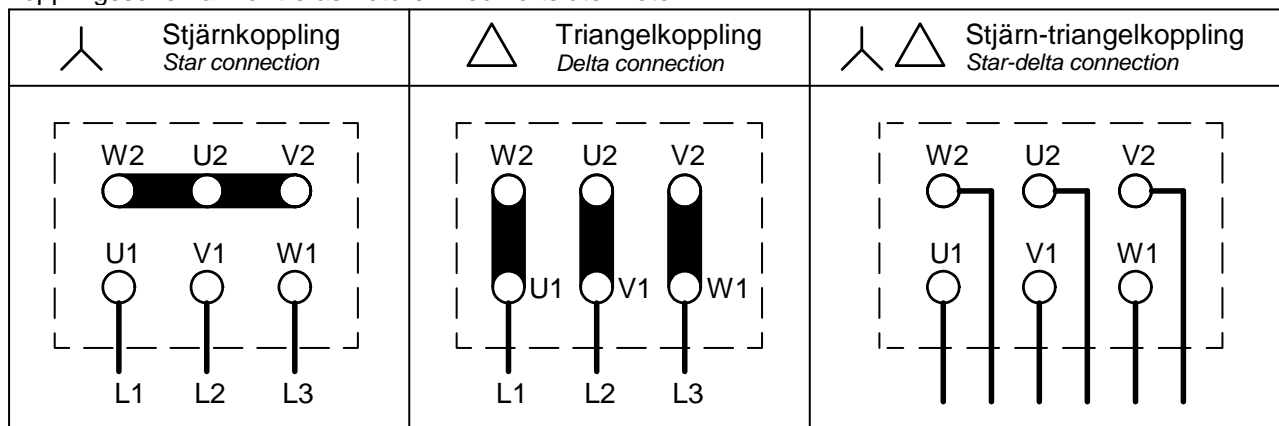 Stjärnkoppling
Star connection
Triangelkoppling
Delta connection
Stjärn-triangelkoppling
Star-delta connection
W2 U2 V2
U1 V1 W1
L1 L2 L3
W2 U2 V2
U1 V1 W1
L1 L2 L3
W2 U2 V2
U1 V1 W1